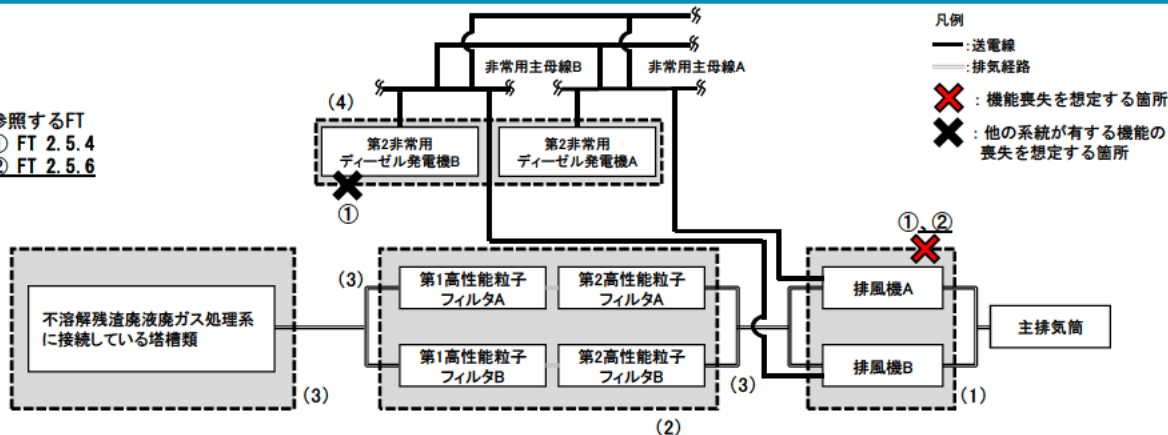 凡例
:送電線
:排気経路
:機能喪失を想定する箇所
:他の系統が有する機能の
喪失を想定する箇所
非常用主母線B
非常用主母線A
参照するFT
① FT 2.5.4
② FT 2.5.6
(4)
第2非常用
ディーゼル発電機B
第2非常用
ディーゼル発電機A
①
①、②
不溶解残渣廃液廃ガス処理系
に接続している塔槽類
(3)
(3)
第1高性能粒子
フィルタA
第2高性能粒子
フィルタA
第1高性能粒子
フィルタB
第2高性能粒子
フィルタB
(3)
(2)
排風機A
排風機B
(1)
主排気筒